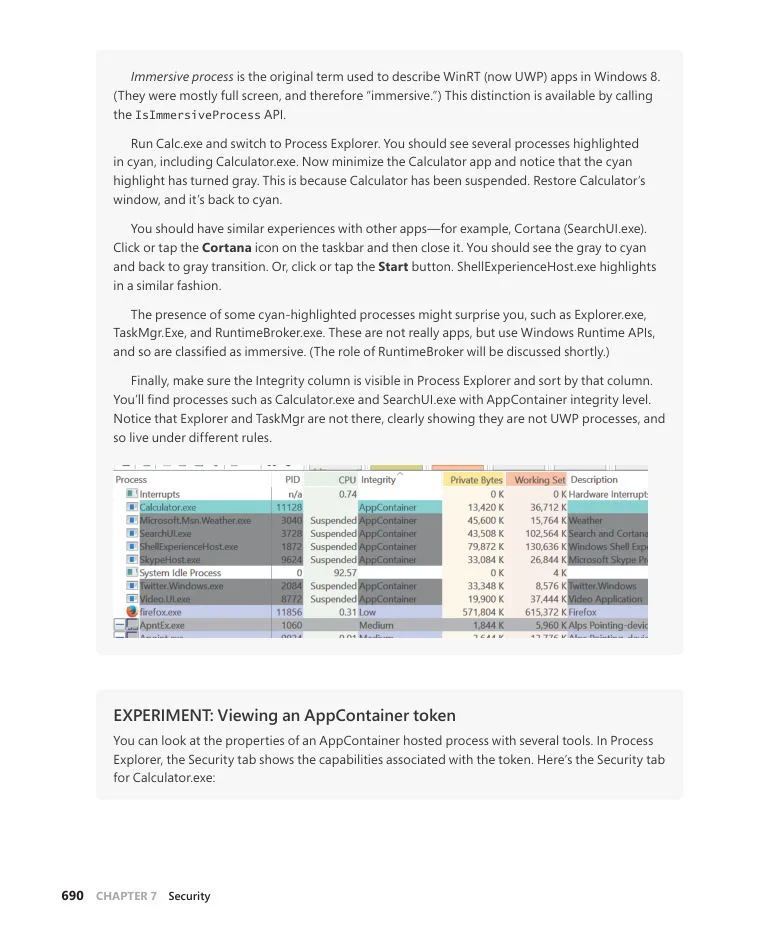 Immersive process is the original term used to describe WinRT (now UWP) apps in Windows 8.
(They were mostly full screen, and therefore “immersive.”) This distinction is available by calling
the IsImmersiveProcess API.
Run Calc.exe and switch to Process Explorer. You should see several processes highlighted
in cyan, including Calculator.exe. Now minimize the Calculator app and notice that the cyan
highlight has turned gray. This is because Calculator has been suspended. Restore Calculator’s
window, and it’s back to cyan.
You should have similar experiences with other apps—for example, Cortana (SearchUI.exe).
Click or tap the Cortana icon on the taskbar and then close it. You should see the gray to cyan
and back to gray transition. Or, click or tap the Start button. ShellExperienceHost.exe highlights
in a similar fashion.
The presence of some cyan-highlighted processes might surprise you, such as Explorer.exe,
TaskMgr.Exe, and RuntimeBroker.exe. These are not really apps, but use Windows Runtime APIs,
and so are classified as immersive. (The role of RuntimeBroker will be discussed shortly.)
Finally, make sure the Integrity column is visible in Process Explorer and sort by that column.
You’ll find processes such as Calculator.exe and SearchUI.exe with AppContainer integrity level.
Notice that Explorer and TaskMgr are not there, clearly showing they are not UWP processes, and
so live under different rules.
Process PID CPU Integrity Private Bytes Working Set Description
Interrupts n/a 0.74 0 K 0 K Hardware Interrupts
Calculator.exe 11128 AppContainer 13,420 K 36,712 K
Microsoft.Msn.Weather.exe 3040 Suspended AppContainer 45,600 K 15,764 K Weather
SearchUI.exe 3728 Suspended AppContainer 43,508 K 102,564 K Search and Cortana
ShellExperienceHost.exe 1872 Suspended AppContainer 79,872 K 130,636 K Windows Shell Exp
SkypeHost.exe 9624 Suspended AppContainer 33,084 K 26,844 K Microsoft Skype Pr
System Idle Process 0 92.57 0 K 4 K
Twitter.Windows.exe 2084 Suspended AppContainer 33,348 K 8,576 K Twitter.Windows
Video.UI.exe 8772 Suspended AppContainer 19,900 K 37,444 K Video Application
firefox.exe 11856 0.31 Low 571,804 K 615,372 K Firefox
ApntEx.exe 1060 Medium 1,844 K 5,960 K Alps Pointing-devic
EXPERIMENT: Viewing an AppContainer token
You can look at the properties of an AppContainer hosted process with several tools. In Process
Explorer, the Security tab shows the capabilities associated with the token. Here’s the Security tab
for Calculator.exe:
690 CHAPTER 7 Security